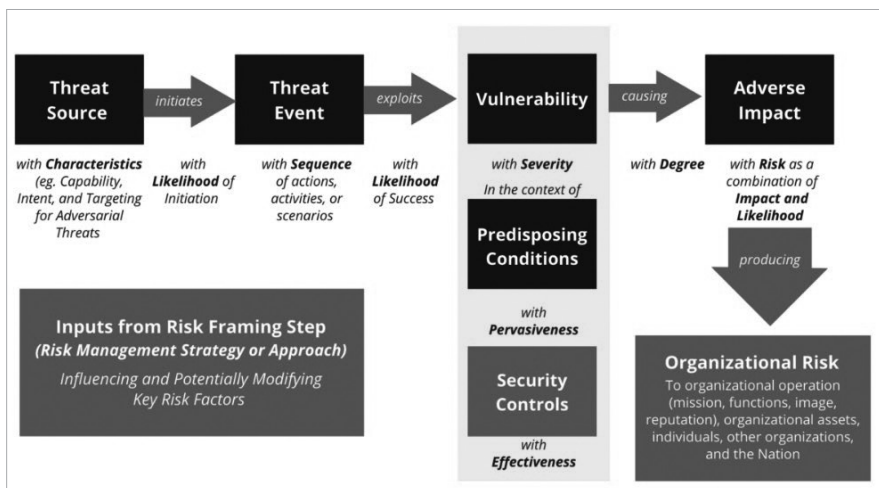 Threat
Source
initiates
Threat
Event
exploits
Vulnerability
causing
Adverse
Impact
with Characteristics
(eg. Capability,
Intent, and Targeting
for Adversarial
Threats
with
Likelihood of
Initiation
with Sequence
of actions,
activities, or
scenarios
with
Likelihood
of Success
with Severity
In the context of
Predisposing
Conditions
with
Pervasiveness
Security
Controls
with
Effectiveness
with Degree
with Risk as a
combination of
Impact and
Likelihood
producing
Inputs from Risk Framing Step
(Risk Management Strategy or Approach)
Influencing and Potentially Modifying
Key Risk Factors
Organizational Risk
To organizational operation
(mission, functions, image,
reputation), organizational assets,
individuals, other organizations,
and the Nation